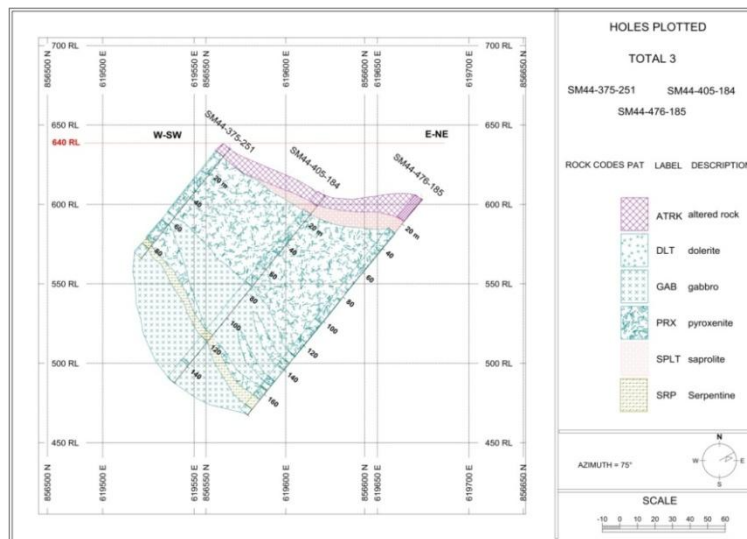 856500 N
619500 E
619550 E
856550 N
619600 E
856600 N
619650 E
619700 E
856650 N
700 RL
700 RL
650 RL
650 RL
W-SW
E-NE
640 RL
SM44-375-251
SM44-405-184
SM44-476-185
600 RL
600 RL
20 m
40
60
80
20 m
40
60
80
100
120
140
20 m
40
60
80
100
120
140
160
550 RL
550 RL
500 RL
500 RL
450 RL
450 RL
856500 N
619500 E
619550 E
856550 N
619600 E
856600 N
619650 E
619700 E
856650 N
HOLES PLOTTED
TOTAL 3
SM44-375-251 SM44-405-184
SM44-476-185
ROCK CODES PAT LABEL DESCRIPTION
ATRK altered rock
DLT dolerite
GAB gabbro
PRX pyroxenite
SPLT saprolite
SRP Serpentine
AZIMUTH = 75°
N
W E
S
SCALE
-10 0 10 20 30 40 50 60